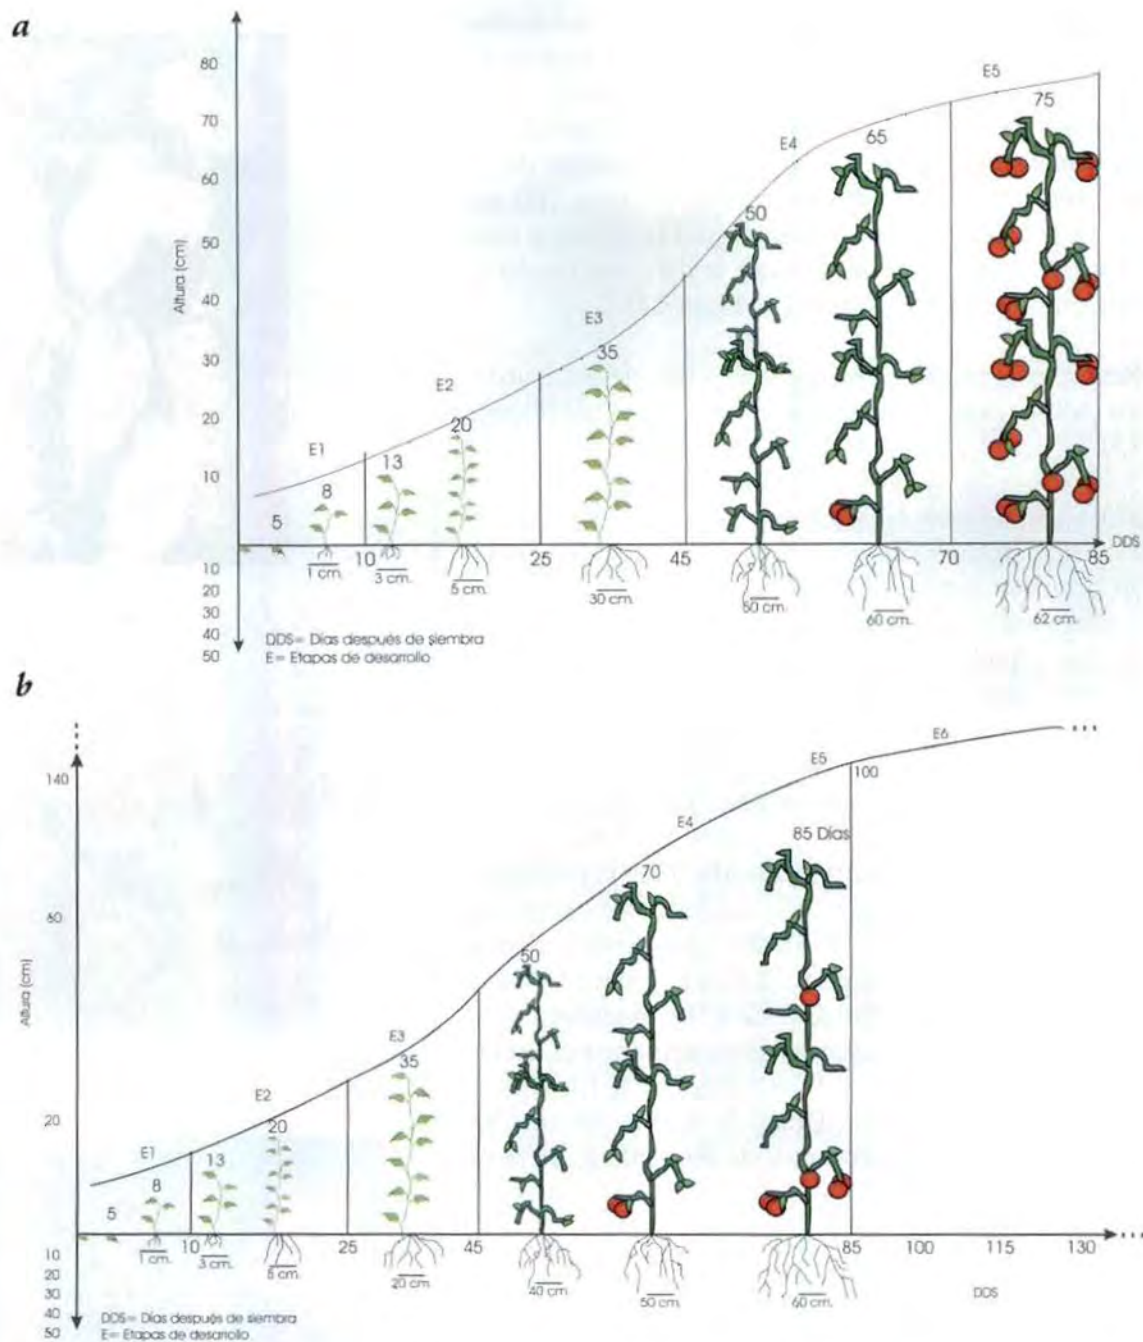 a
80
70
60
50
40
30
20
10
Altura (cm)
E1
E2
E3
E4
E5
5
8
13
20
35
50
65
75
10
25
45
70
85
DDS
1 cm.
3 cm.
5 cm.
30 cm.
50 cm.
60 cm.
62 cm.
10
20
30
40
50
DDS= Días después de siembra
E= Etapas de desarrollo
b
140
60
20
Altura (cm)
E1
E2
E3
E4
E5
E6
5
8
13
20
35
50
70
85 Días
100
10
25
45
85
100
115
130
1 cm.
3 cm.
5 cm.
20 cm.
40 cm.
50 cm.
60 cm.
DDS
10
20
30
40
50
DDS= Días después de siembra
E= Etapas de desarrollo